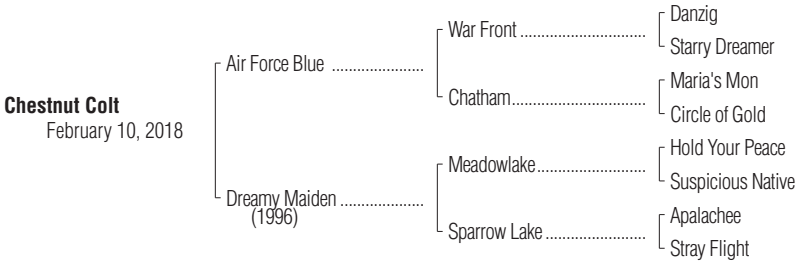 Chestnut Colt
February 10, 2018
Air Force Blue ......................
Dreamy Maiden ....................
(1996)
War Front ..............................
Chatham................................
Meadowlake..........................
Sparrow Lake ........................
Danzig
Starry Dreamer
Maria's Mon
Circle of Gold
Hold Your Peace
Suspicious Native
Apalachee
Stray Flight